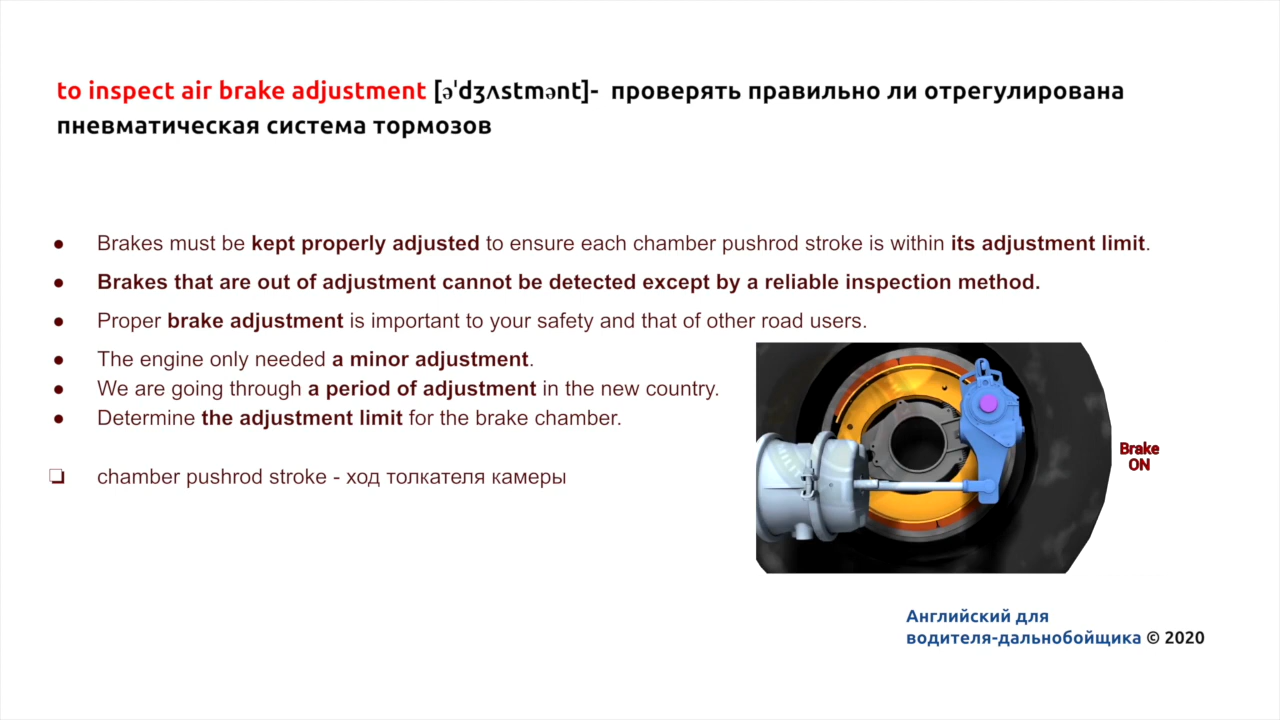 to inspect air brake adjustment [ə'dʒʌstmənt]- проверять правильно ли отрегулирована
пневматическая система тормозов
● Brakes must be kept properly adjusted to ensure each chamber pushrod stroke is within its adjustment limit.
● Brakes that are out of adjustment cannot be detected except by a reliable inspection method.
● Proper brake adjustment is important to your safety and that of other road users.
● The engine only needed a minor adjustment.
● We are going through a period of adjustment in the new country.
● Determine the adjustment limit for the brake chamber.
❏ chamber pushrod stroke - ход толкателя камеры
Brake
ON
Английский для
водителя-дальнобойщика © 2020